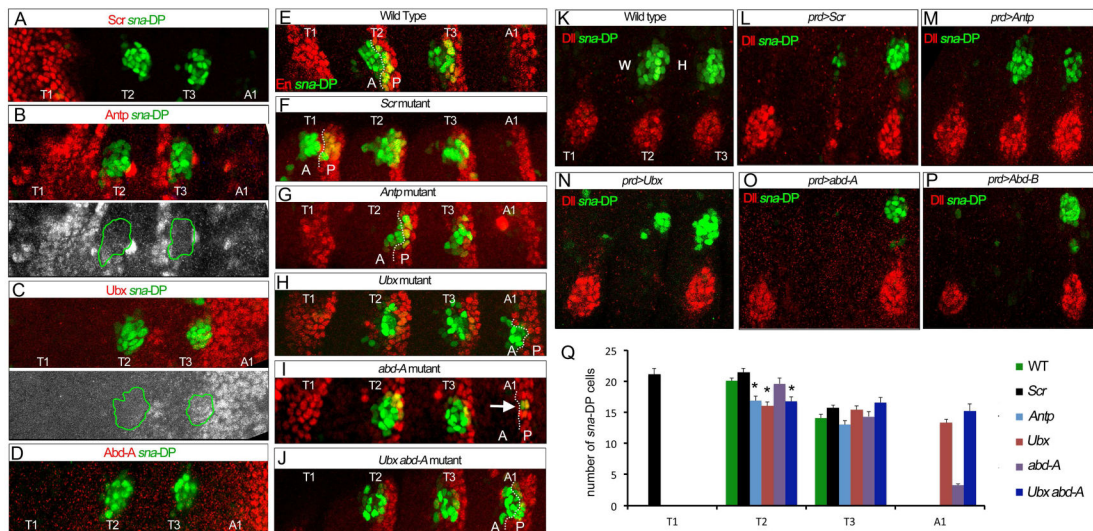 A
Scr sna-DP
T1
T2
T3
A1
B
Antp sna-DP
T1
T2
T3
A1
C
Ubx sna-DP
T1
T2
T3
A1
D
Abd-A sna-DP
T1
T2
T3
A1
E
Wild Type
T1
T2
T3
A1
En sna-DP
A
P
F
Scr mutant
T1
T2
T3
A1
A
P
G
Antp mutant
T1
T2
T3
A1
A
P
H
Ubx mutant
T1
T2
T3
A1
A
P
I
abd-A mutant
T1
T2
T3
A1
A
P
J
Ubx abd-A mutant
T1
T2
T3
A1
A
P
K
Wild type
Dll sna-DP
W
H
T1
T2
T3
L
prd>Scr
Dll sna-DP
M
prd>Antp
Dll sna-DP
N
prd>Ubx
Dll sna-DP
O
prd>abd-A
Dll sna-DP
P
prd>Abd-B
Dll sna-DP
Q
number of sna-DP cells
25
20
15
10
5
0
* * *
T1
T2
T3
A1
WT
Scr
Antp
Ubx
abd-A
Ubx abd-A